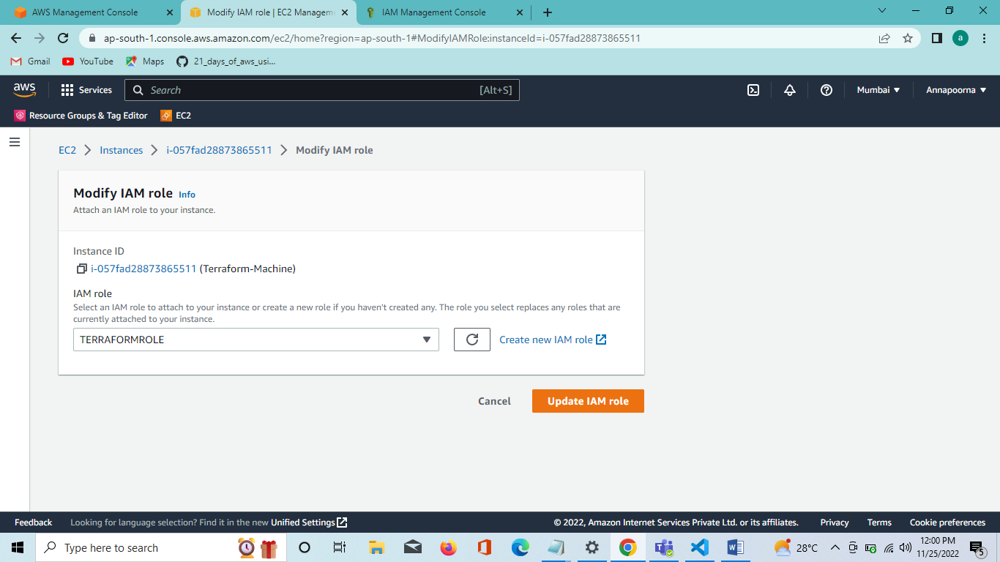 AWS Management Console
Modify IAM role | EC2 Managem
IAM Management Console
ap-south-1.console.aws.amazon.com/ec2/home?region=ap-south-1#ModifyIAMRole:instanceId=i-057fad28873865511
a
Gmail
YouTube
Maps
21_days_of_aws_usi...
aws
Services
Search
[Alt+S]
Mumbai
Annapoorna
Resource Groups & Tag Editor
EC2
EC2 > Instances > i-057fad28873865511 > Modify IAM role
Modify IAM role Info
Attach an IAM role to your instance.
Instance ID
i-057fad28873865511 (Terraform-Machine)
IAM role
Select an IAM role to attach to your instance or create a new role if you haven't created any. The role you select replaces any roles that are
currently attached to your instance.
TERRAFORMROLE
Create new IAM role
Cancel
Update IAM role
Feedback
Looking for language selection? Find it in the new Unified Settings
© 2022, Amazon Internet Services Private Ltd. or its affiliates.
Privacy
Terms
Cookie preferences
Type here to search
28°C
12:00 PM
11/25/2022
5